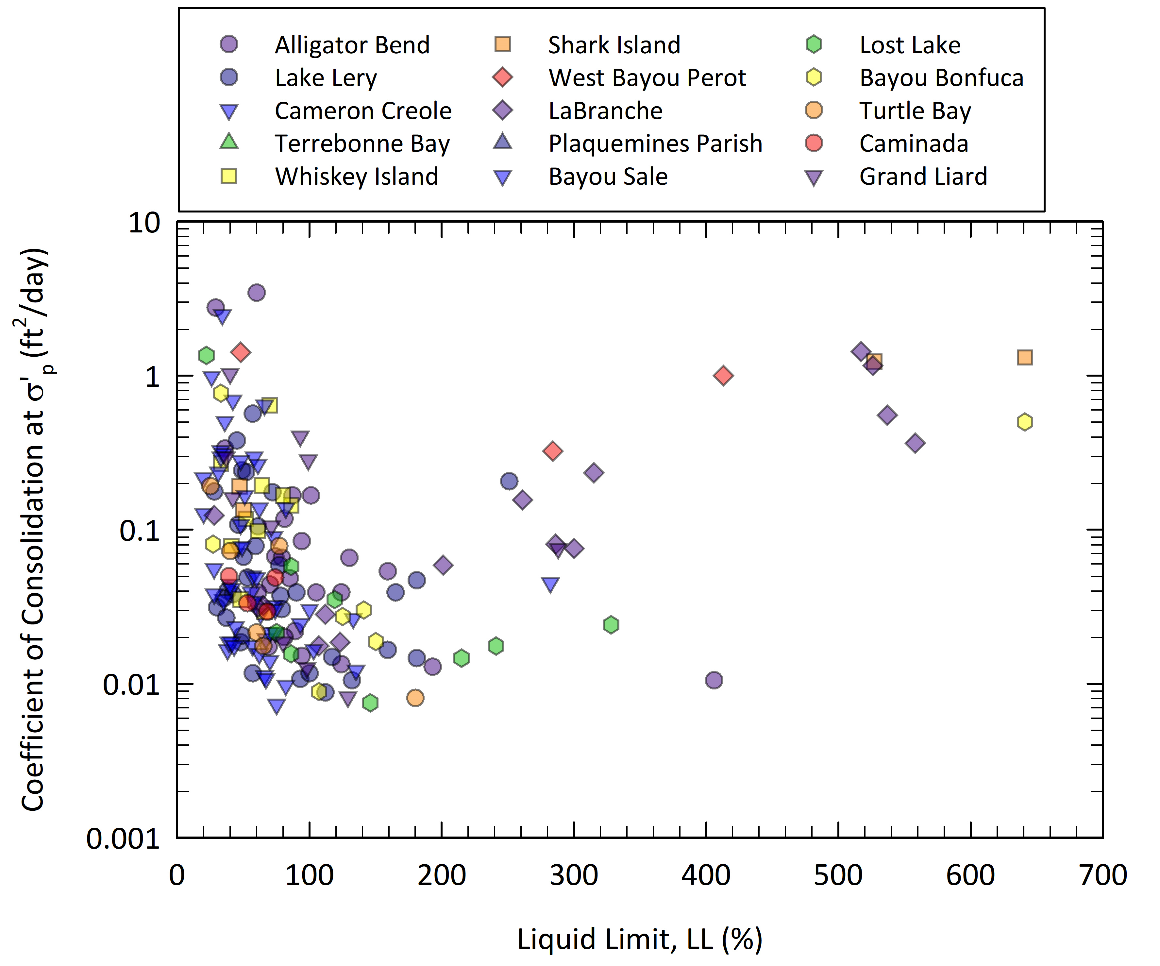 Alligator Bend
Lake Lery
Cameron Creole
Terrebonne Bay
Whiskey Island
Shark Island
West Bayou Perot
LaBranche
Plaquemines Parish
Bayou Sale
Lost Lake
Bayou Bonfuca
Turtle Bay
Caminada
Grand Liard
Coefficient of Consolidation at σ'p (ft²/day)
10
1
0.1
0.01
0.001
0 100 200 300 400 500 600 700
Liquid Limit, LL (%)